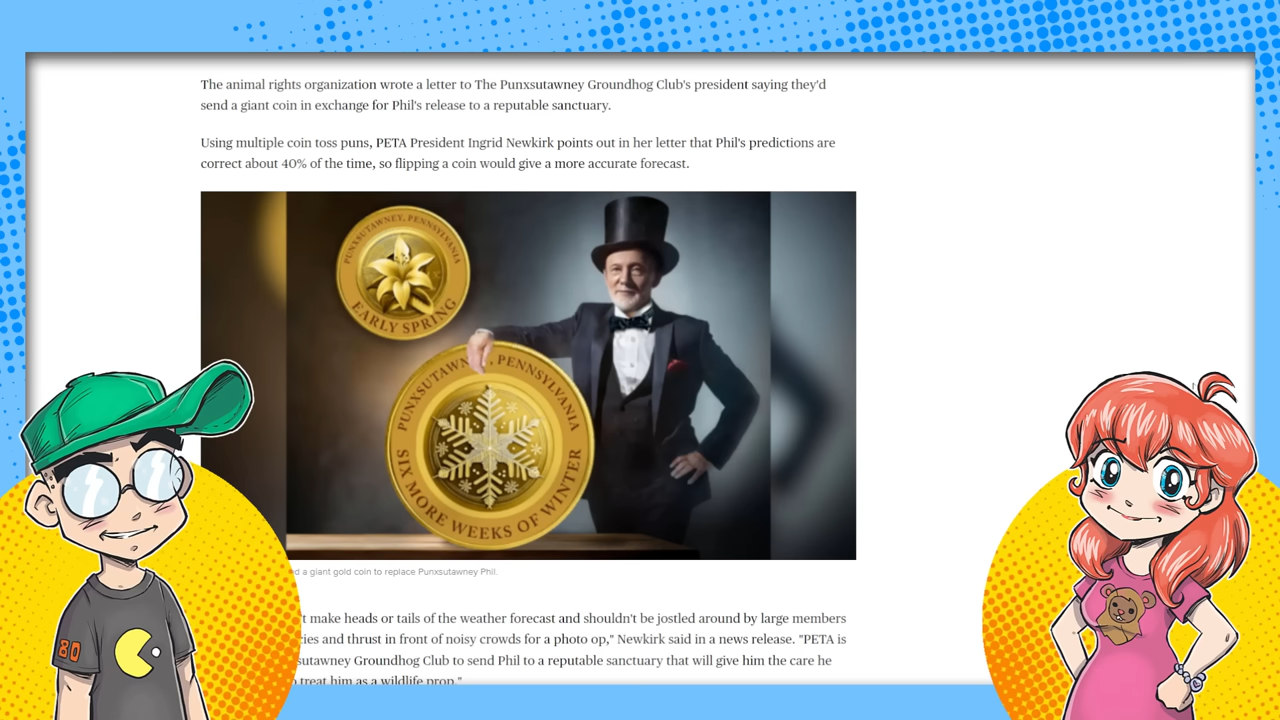 The animal rights organization wrote a letter to The Punxsutawney Groundhog Club's president saying they'd
send a giant coin in exchange for Phil's release to a reputable sanctuary.
Using multiple coin toss puns, PETA President Ingrid Newkirk points out in her letter that Phil's predictions are
correct about 40% of the time, so flipping a coin would give a more accurate forecast.
PUNXSUTAWNEY, PENNSYLVANIA
EARLY SPRING
PENNSYLVANIA
SIX MORE WEEKS OF WINTER
a giant gold coin to replace Punxsutawney Phil.
make heads or tails of the weather forecast and shouldn't be jostled around by large members
and thrust in front of noisy crowds for a photo op," Newkirk said in a news release. "PETA is
Groundhog Club to send Phil to a reputable sanctuary that will give him the care he
treat him as a wildlife prop."
80